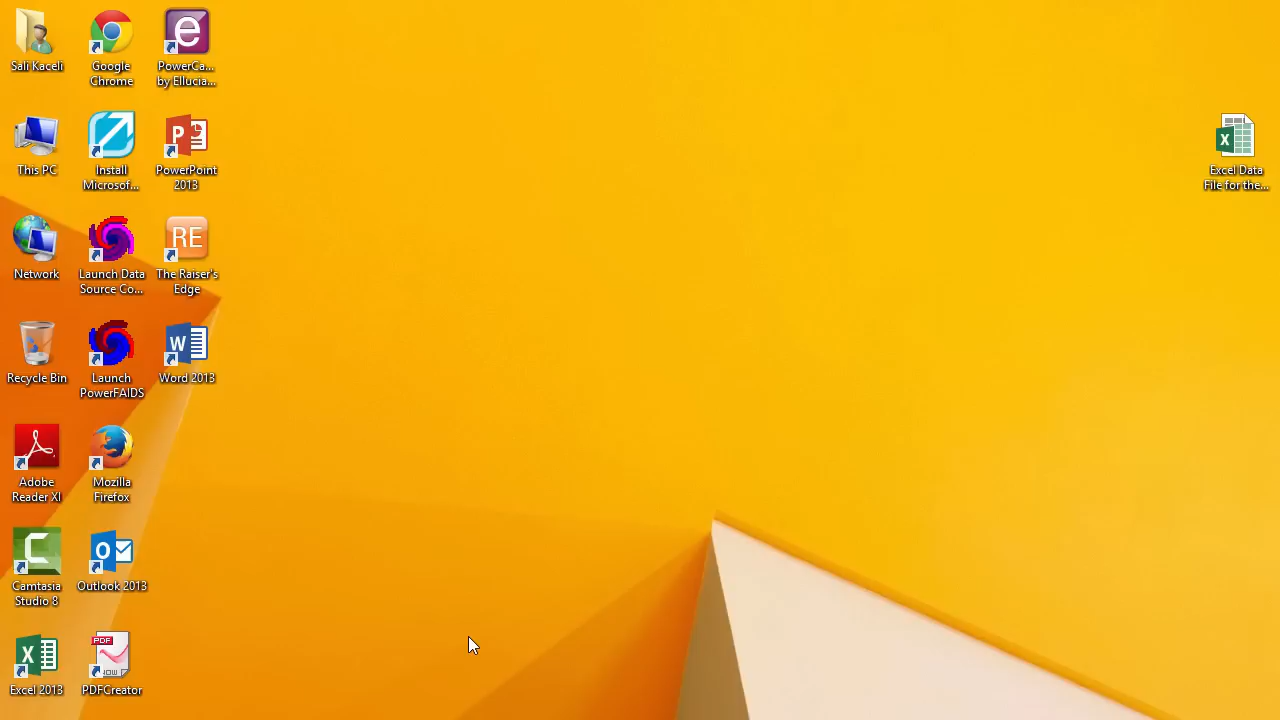 Sali Kaceli
Google
Chrome
e
PowerCa...
by Ellucia...
This PC
Install
Microsof...
P
PowerPoint
2013
Network
Launch Data
Source Co...
RE
The Raiser's
Edge
Recycle Bin
Launch
PowerFAIDS
W
Word 2013
Adobe
Reader XI
Mozilla
Firefox
C
Camtasia
Studio 8
O
Outlook 2013
X
Excel 2013
PDF
NOW
PDFCreator
X
Excel Data
File for the...